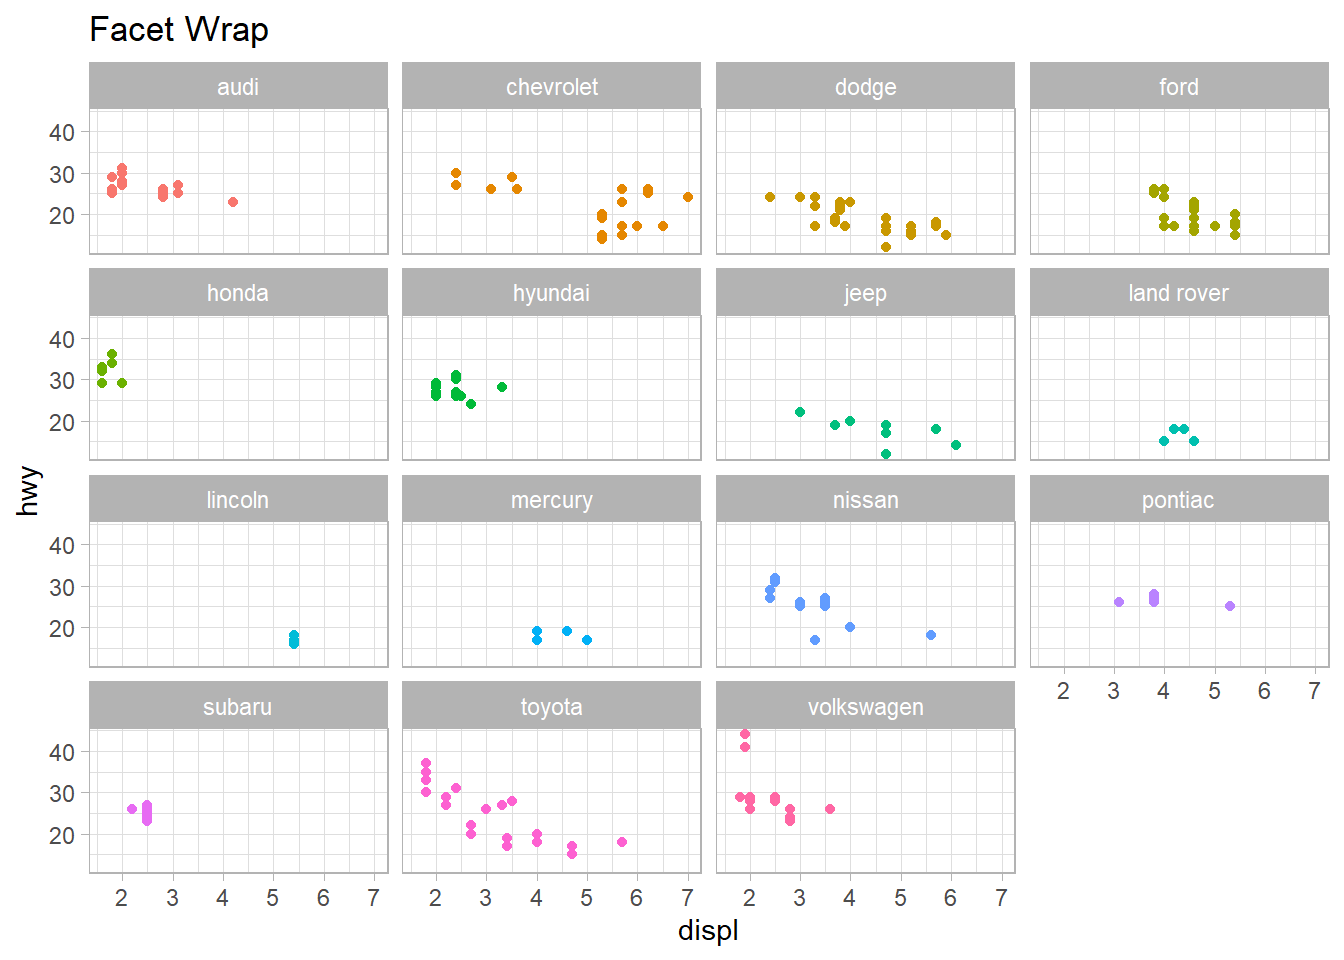 Facet Wrap
audi chevrolet dodge ford
40
30
20
honda hyundai jeep land rover
40
30
20
hwy
lincoln mercury nissan pontiac
40
30
20
2 3 4 5 6 7
subaru toyota volkswagen
40
30
20
2 3 4 5 6 7 2 3 4 5 6 7 2 3 4 5 6 7
displ